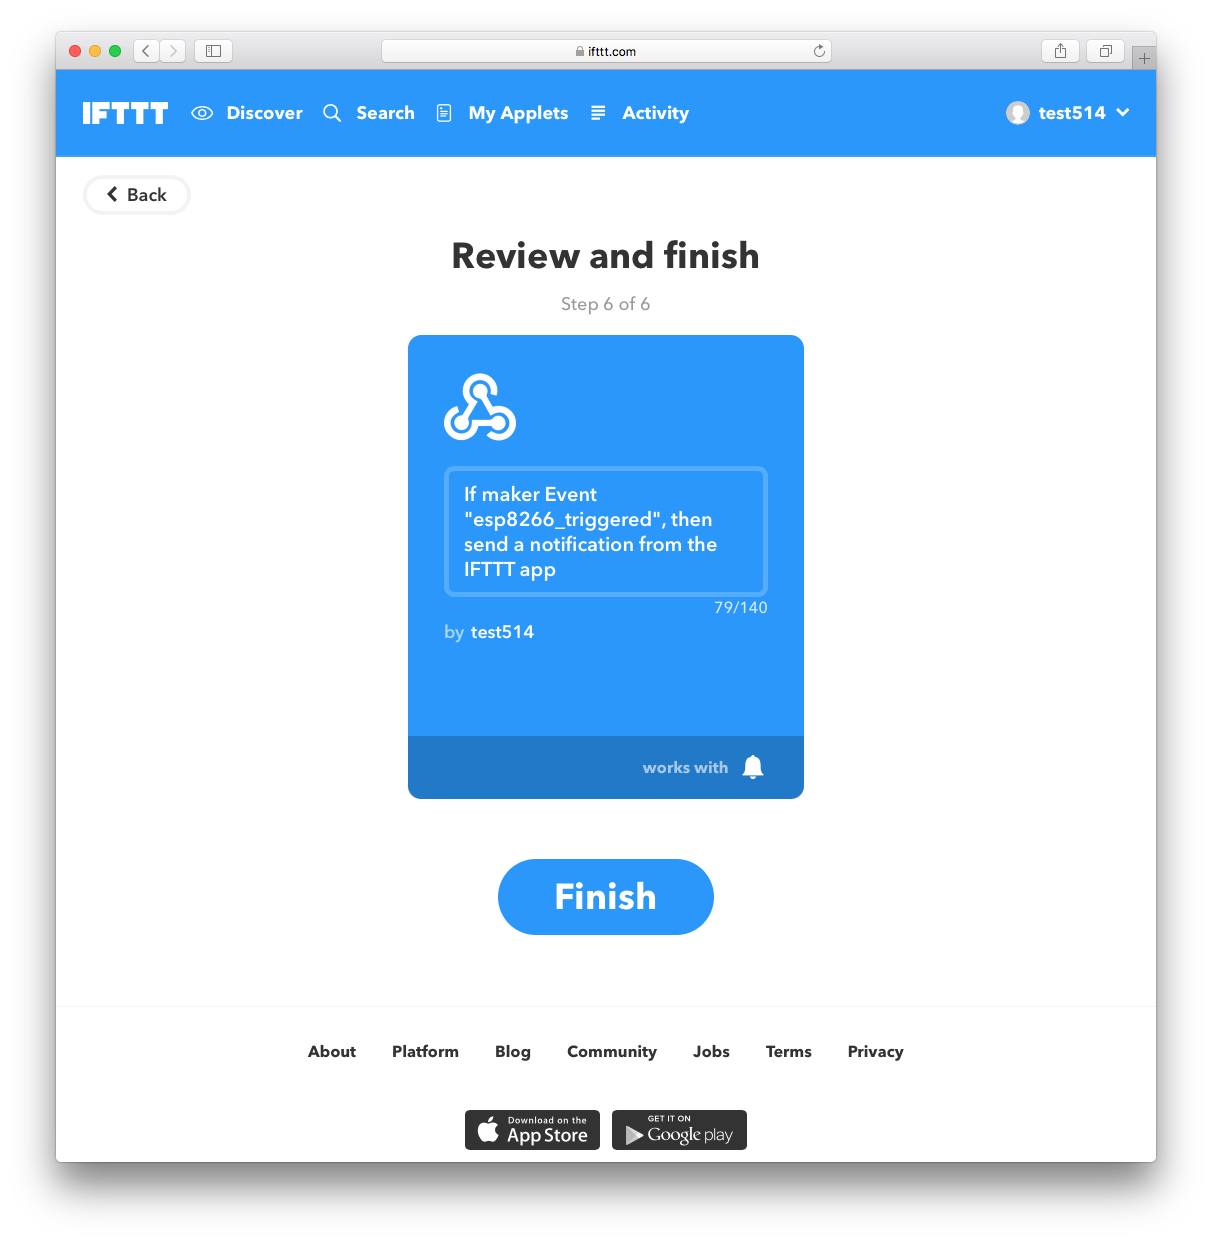 ifttt.com
IFTTT Discover Search My Applets Activity test514
Back
Review and finish
Step 6 of 6
If maker Event
"esp8266_triggered", then
send a notification from the
IFTTT app
79/140
by test514
works with
Finish
About Platform Blog Community Jobs Terms Privacy
Download on the
App Store
GET IT ON
Google play